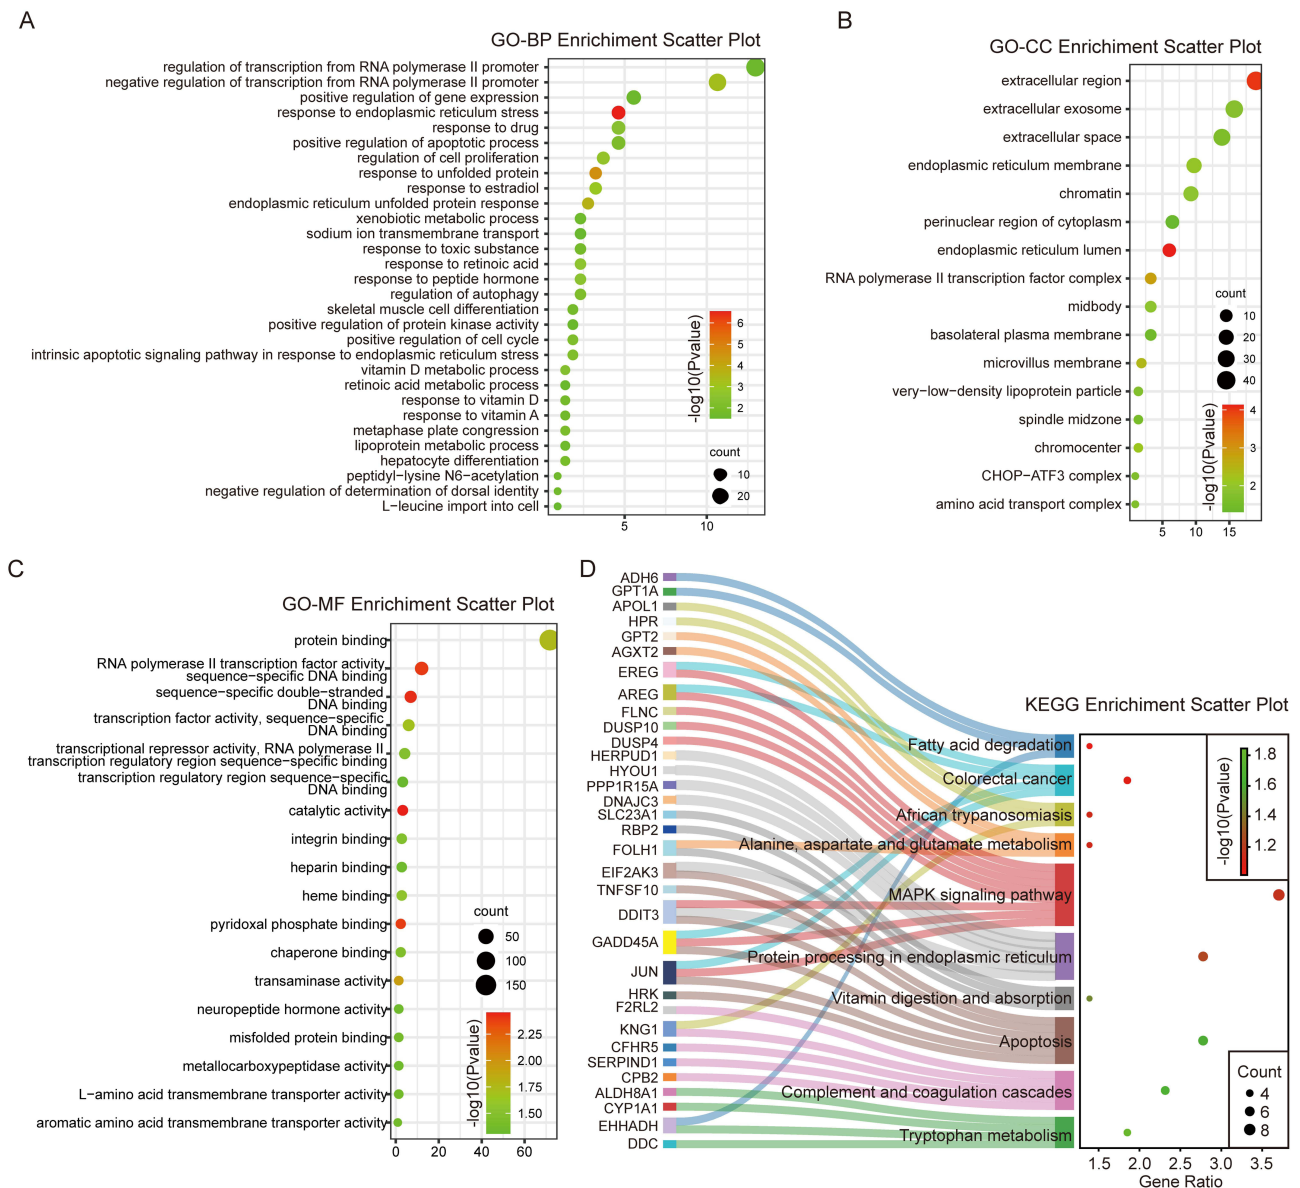 A
GO-BP Enrichiment Scatter Plot
regulation of transcription from RNA polymerase II promoter
negative regulation of transcription from RNA polymerase II promoter
positive regulation of gene expression
response to endoplasmic reticulum stress
response to drug
positive regulation of apoptotic process
regulation of cell proliferation
response to unfolded protein
response to estradiol
endoplasmic reticulum unfolded protein response
xenobiotic metabolic process
sodium ion transmembrane transport
response to toxic substance
response to retinoic acid
response to peptide hormone
regulation of autophagy
skeletal muscle cell differentiation
positive regulation of protein kinase activity
positive regulation of cell cycle
intrinsic apoptotic signaling pathway in response to endoplasmic reticulum stress
vitamin D metabolic process
retinoic acid metabolic process
response to vitamin D
response to vitamin A
metaphase plate congression
lipoprotein metabolic process
hepatocyte differentiation
peptidyl−lysine N6−acetylation
negative regulation of determination of dorsal identity
L−leucine import into cell
-log10(Pvalue)
6
5
4
3
2
count
10
20
5
10
B
GO-CC Enrichiment Scatter Plot
extracellular region
extracellular exosome
extracellular space
endoplasmic reticulum membrane
chromatin
perinuclear region of cytoplasm
endoplasmic reticulum lumen
RNA polymerase II transcription factor complex
midbody
basolateral plasma membrane
microvillus membrane
very−low−density lipoprotein particle
spindle midzone
chromocenter
CHOP−ATF3 complex
amino acid transport complex
count
10
20
30
40
-log10(Pvalue)
4
3
2
5
10
15
C
GO-MF Enrichiment Scatter Plot
protein binding
RNA polymerase II transcription factor activity
sequence−specific DNA binding
sequence−specific double−stranded
DNA binding
transcription factor activity, sequence−specific
DNA binding
transcriptional repressor activity, RNA polymerase II
transcription regulatory region sequence−specific binding
transcription regulatory region sequence−specific
DNA binding
catalytic activity
integrin binding
heparin binding
heme binding
pyridoxal phosphate binding
chaperone binding
transaminase activity
neuropeptide hormone activity
misfolded protein binding
metallocarboxypeptidase activity
L−amino acid transmembrane transporter activity
aromatic amino acid transmembrane transporter activity
count
50
100
150
-log10(Pvalue)
2.25
2.00
1.75
1.50
0
20
40
60
D
ADH6
GPT1A
APOL1
HPR
GPT2
AGXT2
EREG
AREG
FLNC
DUSP10
DUSP4
HERPUD1
HYOU1
PPP1R15A
DNAJC3
SLC23A1
RBP2
FOLH1
EIF2AK3
TNFSF10
DDIT3
GADD45A
JUN
HRK
F2RL2
KNG1
CFHR5
SERPIND1
CPB2
ALDH8A1
CYP1A1
EHHADH
DDC
Fatty acid degradation
Colorectal cancer
African trypanosomiasis
Alanine, aspartate and glutamate metabolism
MAPK signaling pathway
Protein processing in endoplasmic reticulum
Vitamin digestion and absorption
Apoptosis
Complement and coagulation cascades
Tryptophan metabolism
KEGG Enrichiment Scatter Plot
-log10(Pvalue)
1.8
1.6
1.4
1.2
Count
4
6
8
1.5
2.0
2.5
3.0
3.5
Gene Ratio